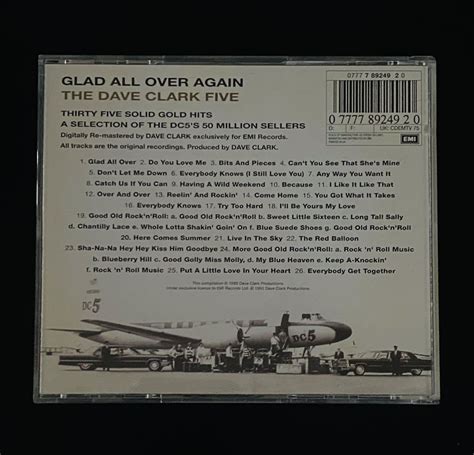 0777 7 89249 2 0
GLAD ALL OVER AGAIN
THE DAVE CLARK FIVE
THIRTY FIVE SOLID GOLD HITS
A SELECTION OF THE DC5'S 50 MILLION SELLERS
Digitally Re-mastered by DAVE CLARK exclusively for EMI Records.
All tracks are the original recordings. Produced by DAVE CLARK.
0 77778 92492 0
UK: CDEMTV 75
EMI
1. Glad All Over 2. Do You Love Me 3. Bits And Pieces 4. Can't You See That She's Mine
5. Don't Let Me Down 6. Everybody Knows (I Still Love You) 7. Any Way You Want It
8. Catch Us If You Can 9. Having A Wild Weekend 10. Because 11. I Like It Like That
12. Over And Over 13. Reelin' And Rockin' 14. Come Home 15. You Got What It Takes
16. Everybody Knows 17. Try Too Hard 18. I'll Be Yours My Love
19. Good Old Rock'n'Roll: a. Good Old Rock'n'Roll b. Sweet Little Sixteen c. Long Tall Sally
d. Chantilly Lace e. Whole Lotta Shakin' Goin' On f. Blue Suede Shoes g. Good Old Rock'n'Roll
20. Here Comes Summer 21. Live In The Sky 22. The Red Balloon
23. Sha-Na-Na Hey Hey Kiss Him Goodbye 24. More Good Old Rock'n'Roll: a. Rock 'n' Roll Music
b. Blueberry Hill c. Good Golly Miss Molly, d. My Blue Heaven e. Keep A-Knockin'
f. Rock 'n' Roll Music 25. Put A Little Love In Your Heart 26. Everybody Get Together
DC5